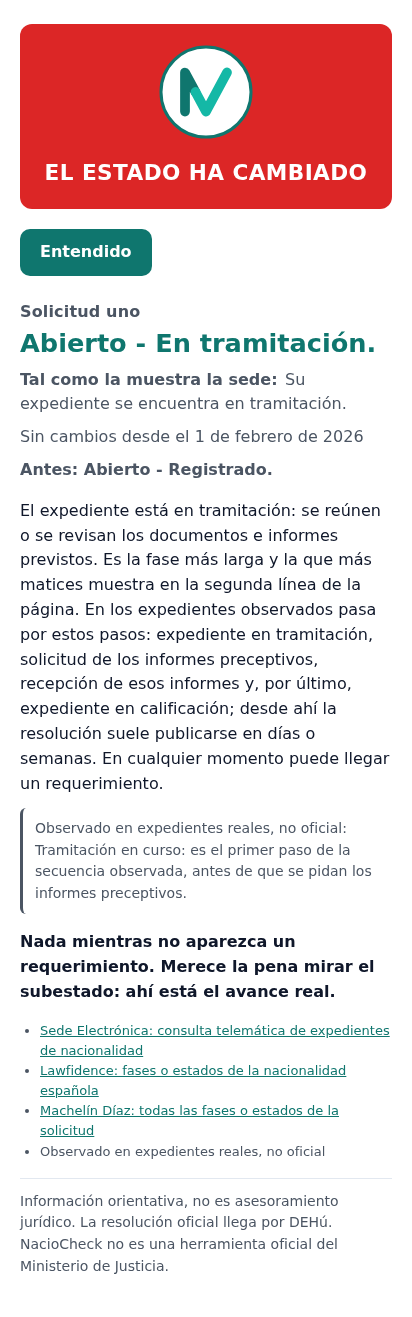 EL ESTADO HA CAMBIADO
Entendido
Solicitud uno
Abierto - En tramitación.
Tal como la muestra la sede: Su
expediente se encuentra en tramitación.
Sin cambios desde el 1 de febrero de 2026
Antes: Abierto - Registrado.
El expediente está en tramitación: se reúnen
o se revisan los documentos e informes
previstos. Es la fase más larga y la que más
matices muestra en la segunda línea de la
página. En los expedientes observados pasa
por estos pasos: expediente en tramitación,
solicitud de los informes preceptivos,
recepción de esos informes y, por último,
expediente en calificación; desde ahí la
resolución suele publicarse en días o
semanas. En cualquier momento puede llegar
un requerimiento.
Observado en expedientes reales, no oficial:
Tramitación en curso: es el primer paso de la
secuencia observada, antes de que se pidan los
informes preceptivos.
Nada mientras no aparezca un
requerimiento. Merece la pena mirar el
subestado: ahí está el avance real.
• Sede Electrónica: consulta telemática de expedientes
de nacionalidad
• Lawfidence: fases o estados de la nacionalidad
española
• Machelín Díaz: todas las fases o estados de la
solicitud
• Observado en expedientes reales, no oficial
Información orientativa, no es asesoramiento
jurídico. La resolución oficial llega por DEHú.
NacioCheck no es una herramienta oficial del
Ministerio de Justicia.